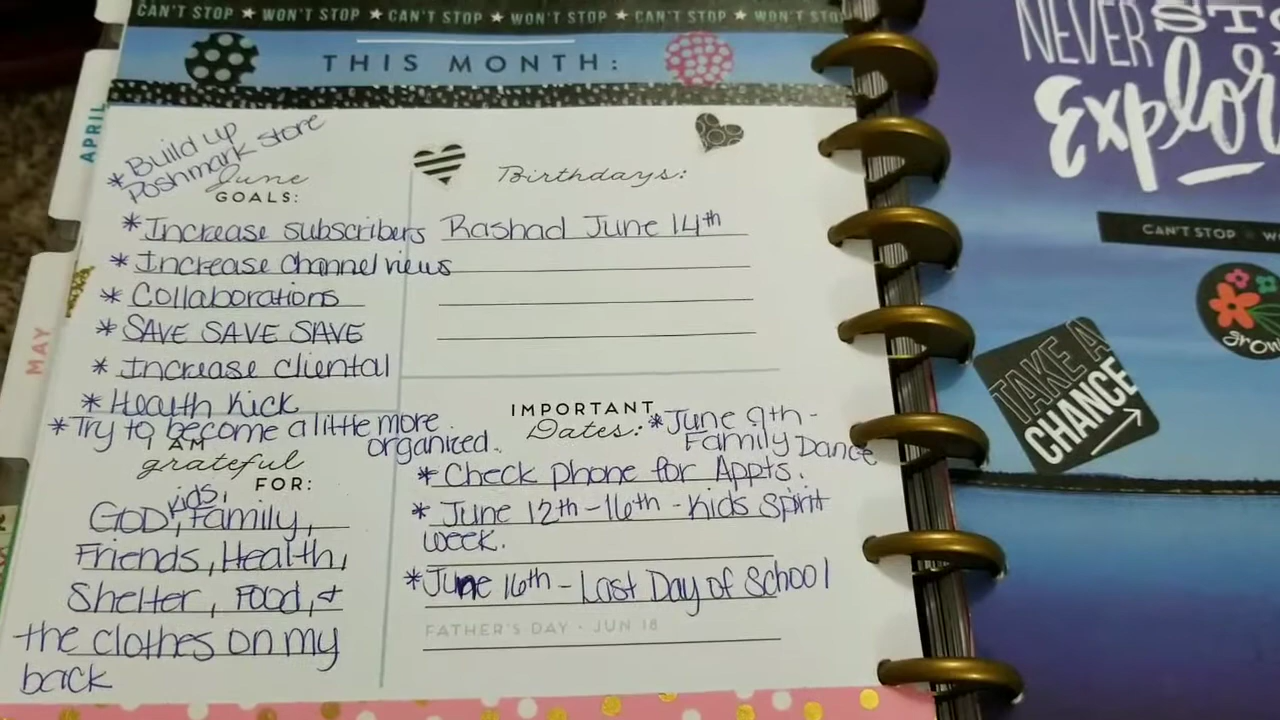 CAN'T STOP ★ WON'T STOP ★ CAN'T STOP ★ WON'T STOP ★ CAN'T STOP ★ WON'T STO
THIS MONTH:
APRIL
MAY
* Build up
Poshmark store
June
GOALS:
* Increase subscribers
* Increase channel views
* Collaborations
* SAVE SAVE SAVE
* Increase cliental
* Health Kick
* Try to become a little more
organized.
Birthdays:
Rashad June 14th
I AM
grateful
FOR:
GOD, kids, Family,
Friends, Health,
Shelter, Food, &
the clothes on my
back
IMPORTANT
Dates:
* June 9th -
Family Dance
* Check phone for Appts.
* June 12th - 16th - Kids Spirit
week.
* June 16th - Last Day of School
FATHER'S DAY • JUN 18
NEVER STO
Explor
CAN'T STOP
TAKE A
CHANCE